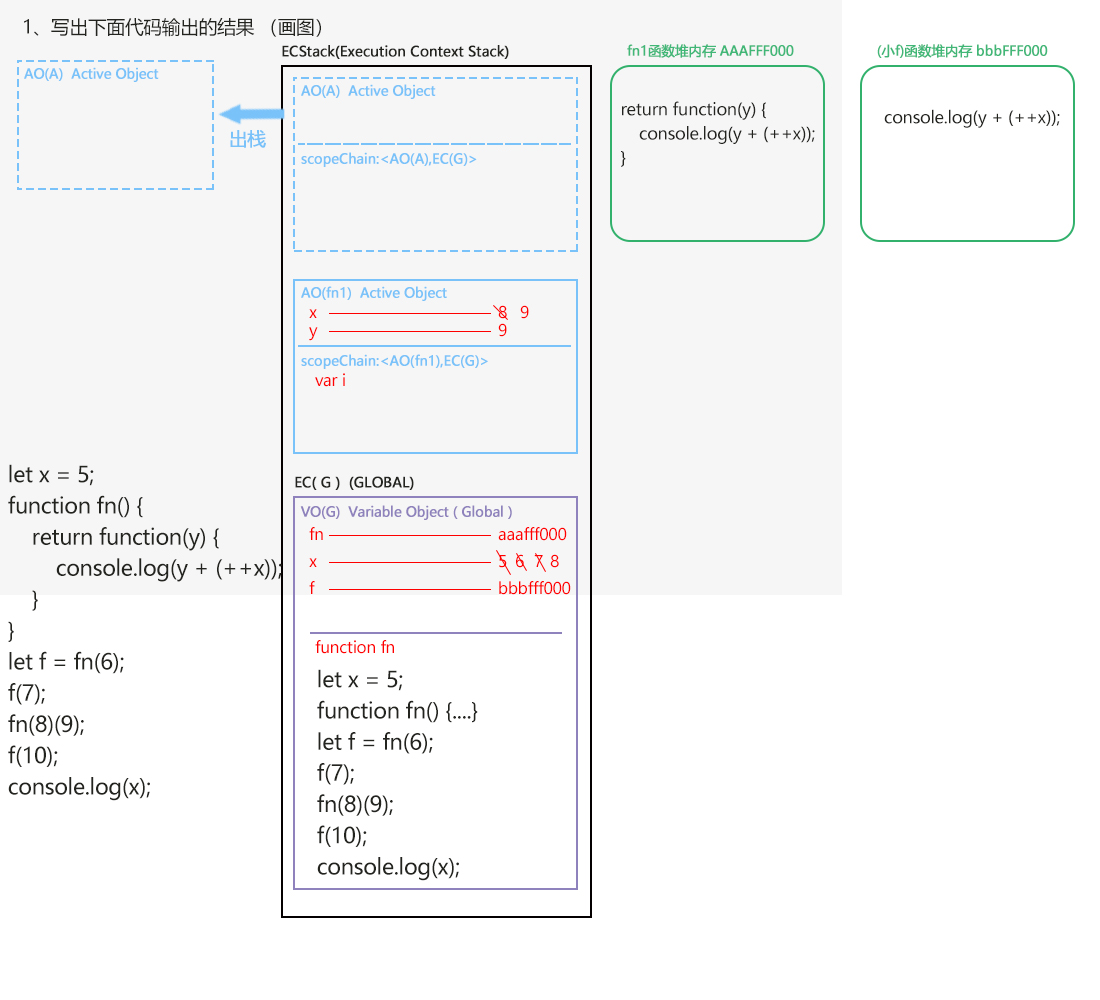 1、写出下面代码输出的结果 （画图）
ECStack(Execution Context Stack)
fn1函数堆内存 AAAFFF000
(小f)函数堆内存 bbbFFF000
AO(A) Active Object
出栈
AO(A) Active Object
scopeChain:<AO(A),EC(G)>
return function(y) {
console.log(y + (++x));
}
console.log(y + (++x));
AO(fn1) Active Object
x 8 9
y 9
scopeChain:<AO(fn1),EC(G)>
var i
let x = 5;
function fn() {
return function(y) {
console.log(y + (++x));
}
}
let f = fn(6);
f(7);
fn(8)(9);
f(10);
console.log(x);
EC( G ) (GLOBAL)
VO(G) Variable Object ( Global )
fn aaafff000
x 5 6 7 8
f bbbfff000
function fn
let x = 5;
function fn() {....}
let f = fn(6);
f(7);
fn(8)(9);
f(10);
console.log(x);